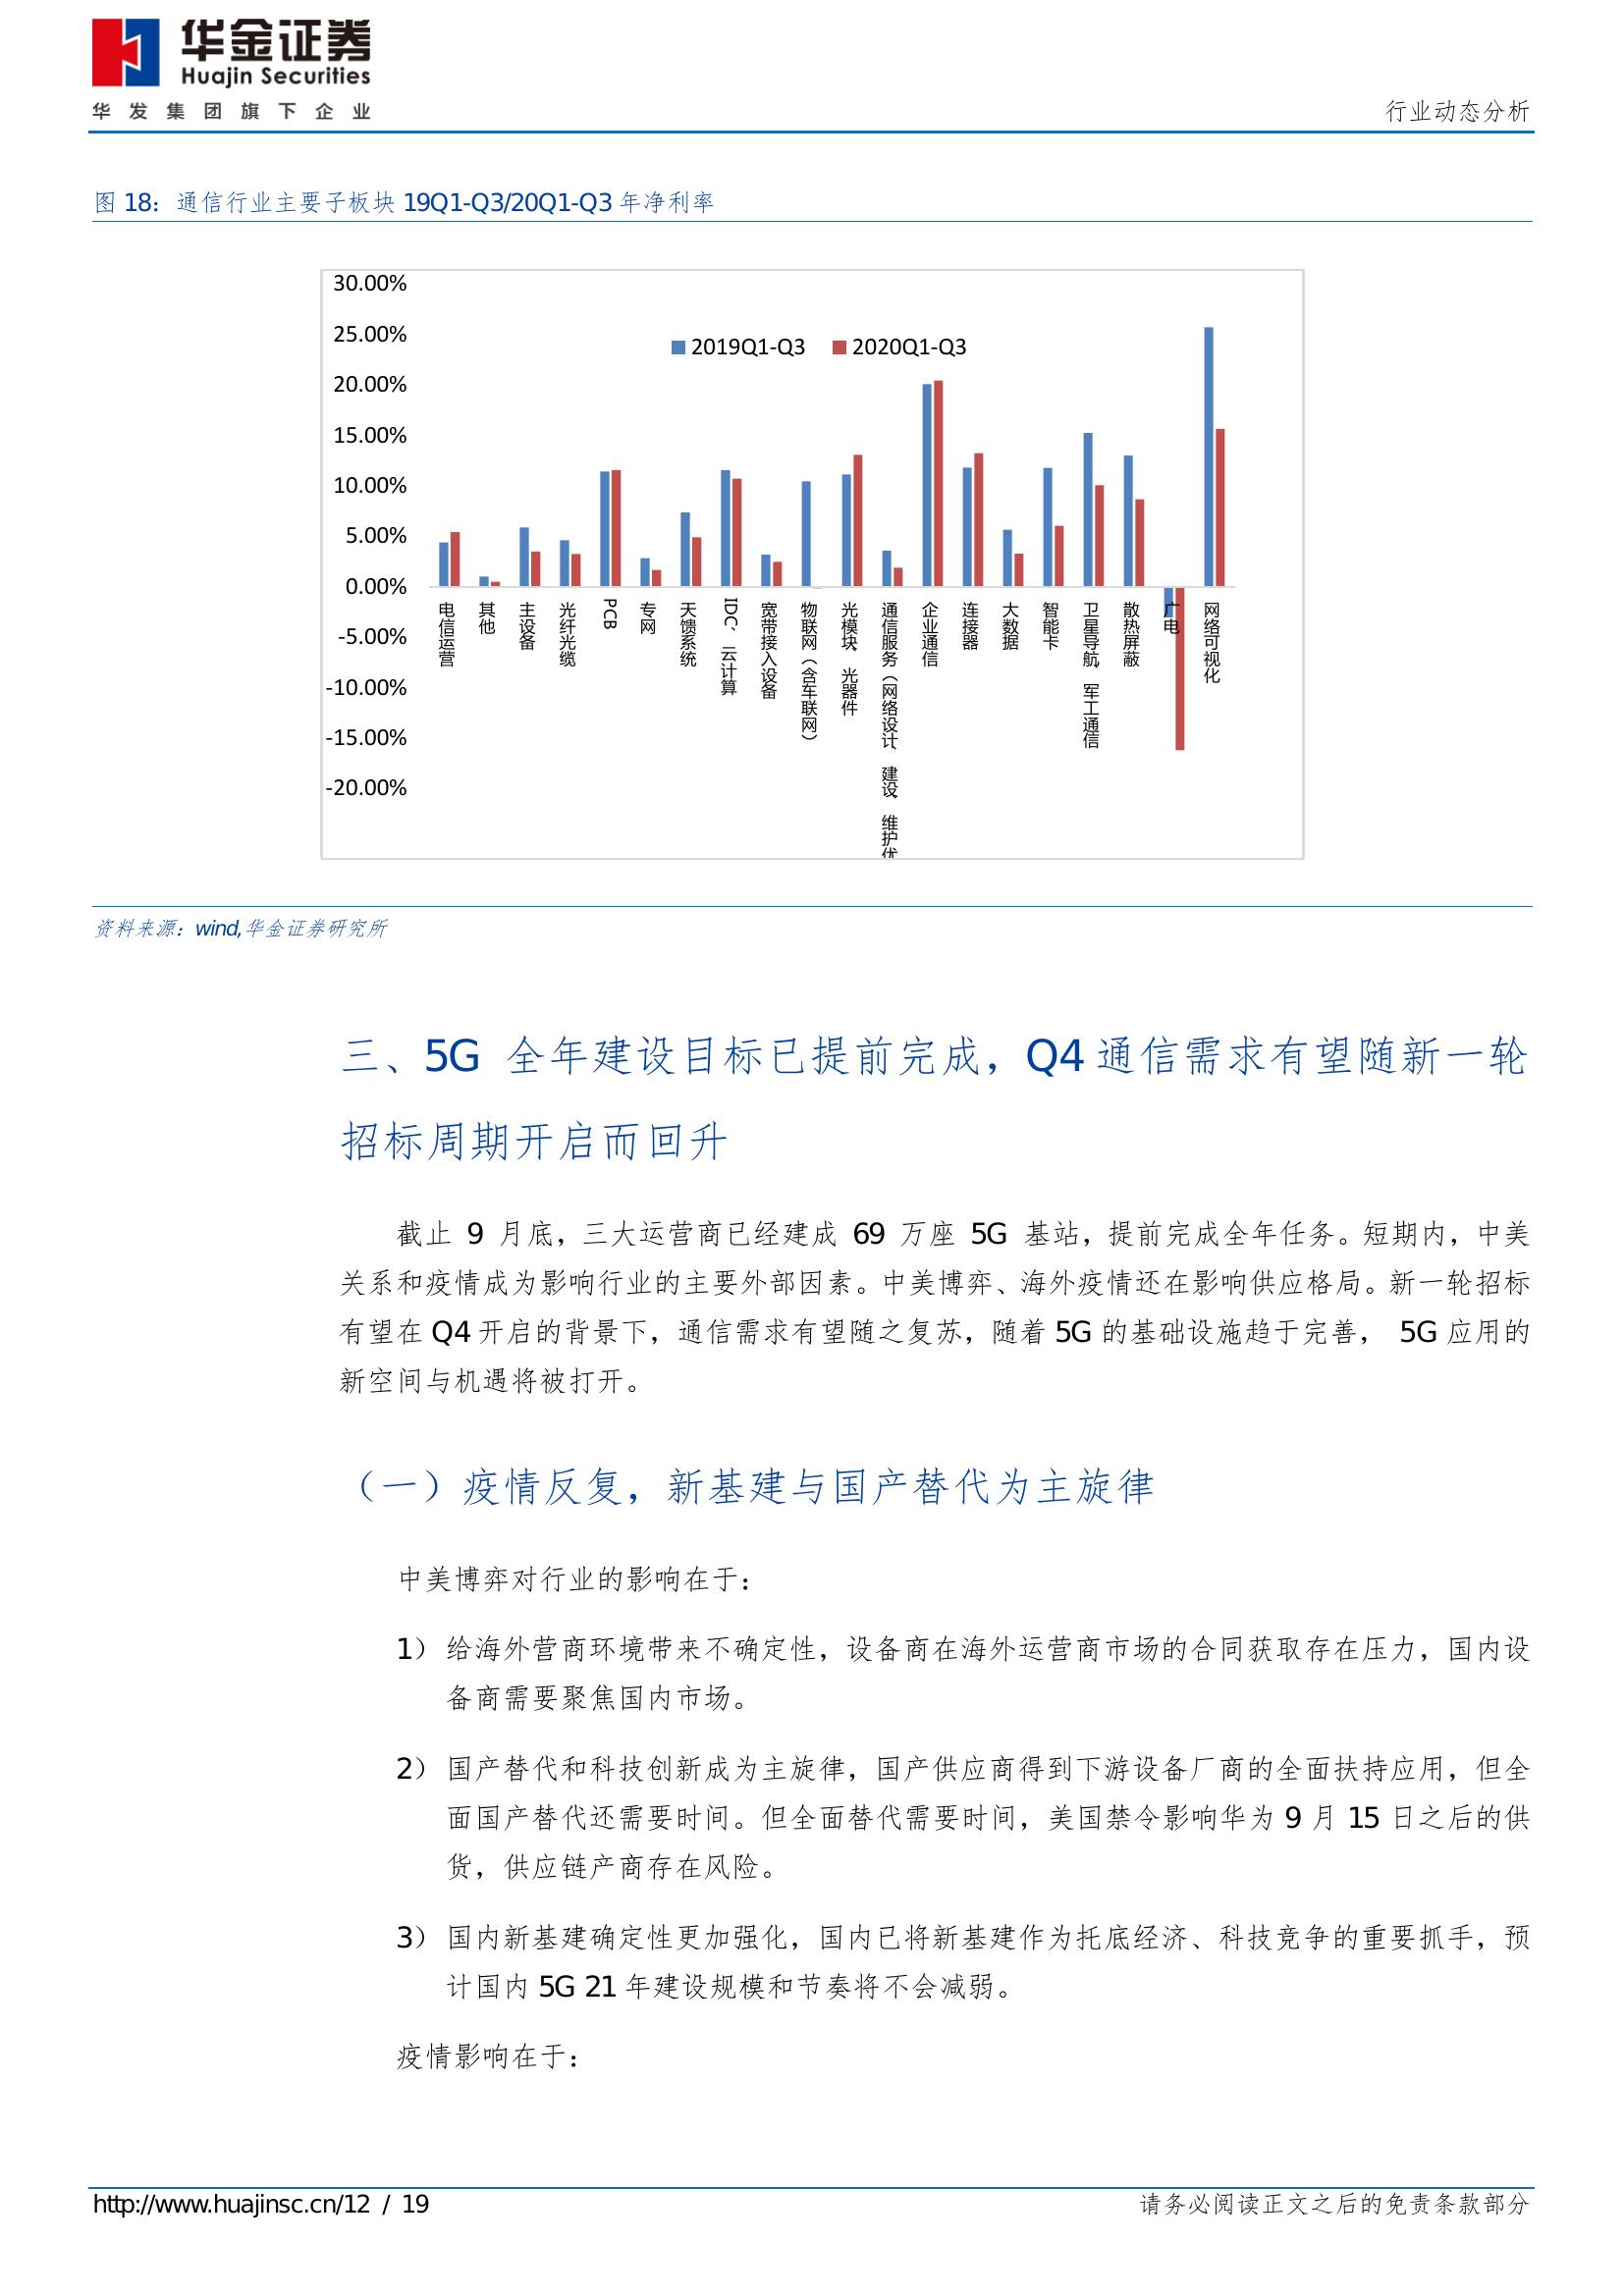 华金证券
Huajin Securities
华发集团旗下企业
行业动态分析
图 18：通信行业主要子板块 19Q1-Q3/20Q1-Q3 年净利率
30.00%
25.00%
20.00%
15.00%
10.00%
5.00%
0.00%
-5.00%
-10.00%
-15.00%
-20.00%
2019Q1-Q3
2020Q1-Q3
电信运营
其他
主设备
光纤光缆
PCB
专网
天馈系统
IDC、云计算
宽带接入设备
物联网（含车联网）
光模块、光器件
通信服务（网络设计、建设、维护优
企业通信
连接器
大数据
智能卡
卫星导航、军工通信
散热屏蔽
广电
网络可视化
资料来源：wind,华金证券研究所
三、5G 全年建设目标已提前完成，Q4 通信需求有望随新一轮
招标周期开启而回升
截止 9 月底，三大运营商已经建成 69 万座 5G 基站，提前完成全年任务。短期内，中美
关系和疫情成为影响行业的主要外部因素。中美博弈、海外疫情还在影响供应格局。新一轮招标
有望在 Q4 开启的背景下，通信需求有望随之复苏，随着 5G 的基础设施趋于完善， 5G 应用的
新空间与机遇将被打开。
（一）疫情反复，新基建与国产替代为主旋律
中美博弈对行业的影响在于：
1） 给海外营商环境带来不确定性，设备商在海外运营商市场的合同获取存在压力，国内设
备商需要聚焦国内市场。
2） 国产替代和科技创新成为主旋律，国产供应商得到下游设备厂商的全面扶持应用，但全
面国产替代还需要时间。但全面替代需要时间，美国禁令影响华为 9 月 15 日之后的供
货，供应链产商存在风险。
3） 国内新基建确定性更加强化，国内已将新基建作为托底经济、科技竞争的重要抓手，预
计国内 5G 21 年建设规模和节奏将不会减弱。
疫情影响在于：
http://www.huajinsc.cn/12 / 19
请务必阅读正文之后的免责条款部分